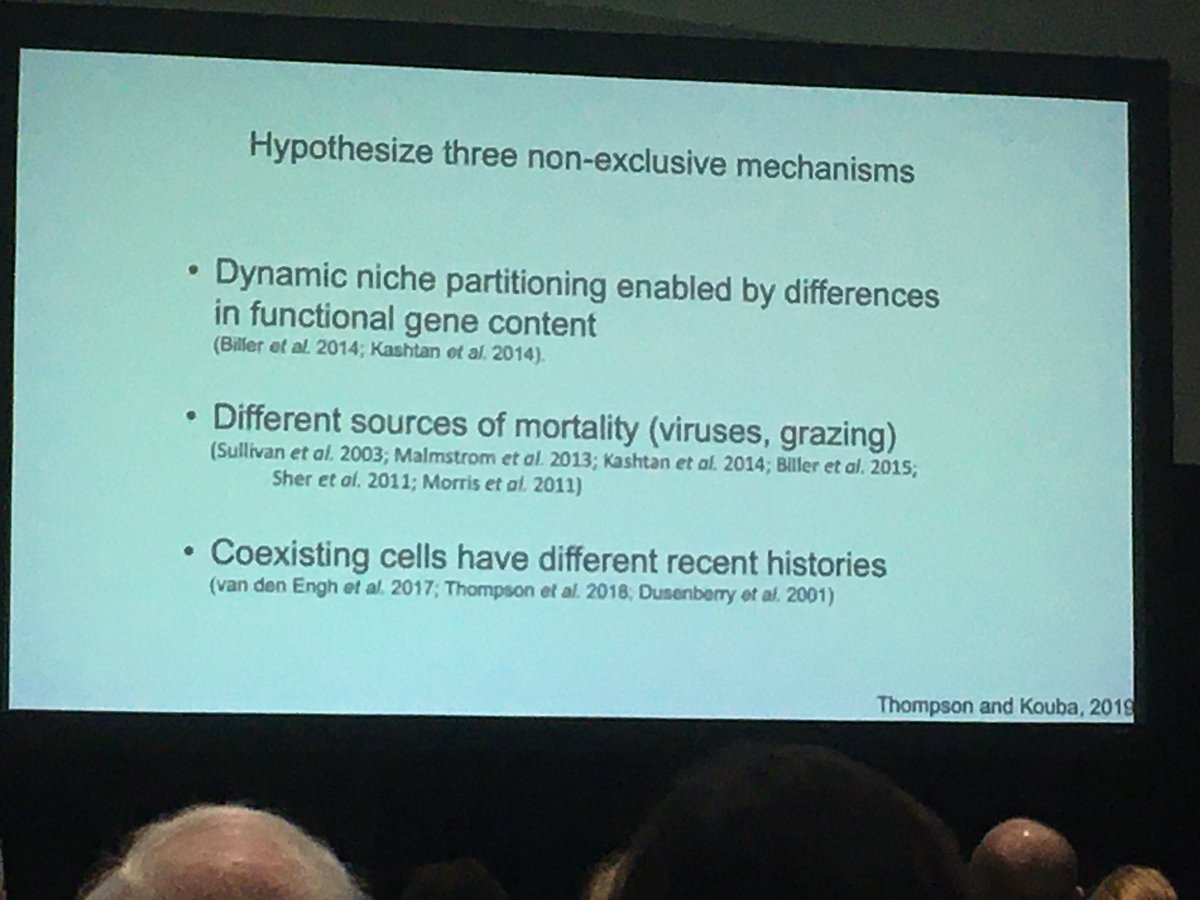 Hypothesize three non-exclusive mechanisms
• Dynamic niche partitioning enabled by differences
in functional gene content
(Biller et al. 2014; Kashtan et al. 2014).
• Different sources of mortality (viruses, grazing)
(Sullivan et al. 2003; Malmstrom et al. 2013; Kashtan et al. 2014; Biller et al. 2015;
Sher et al. 2011; Morris et al. 2011)
• Coexisting cells have different recent histories
(van den Engh et al. 2017; Thompson et al. 2018; Dusenberry et al. 2001)
Thompson and Kouba, 2019